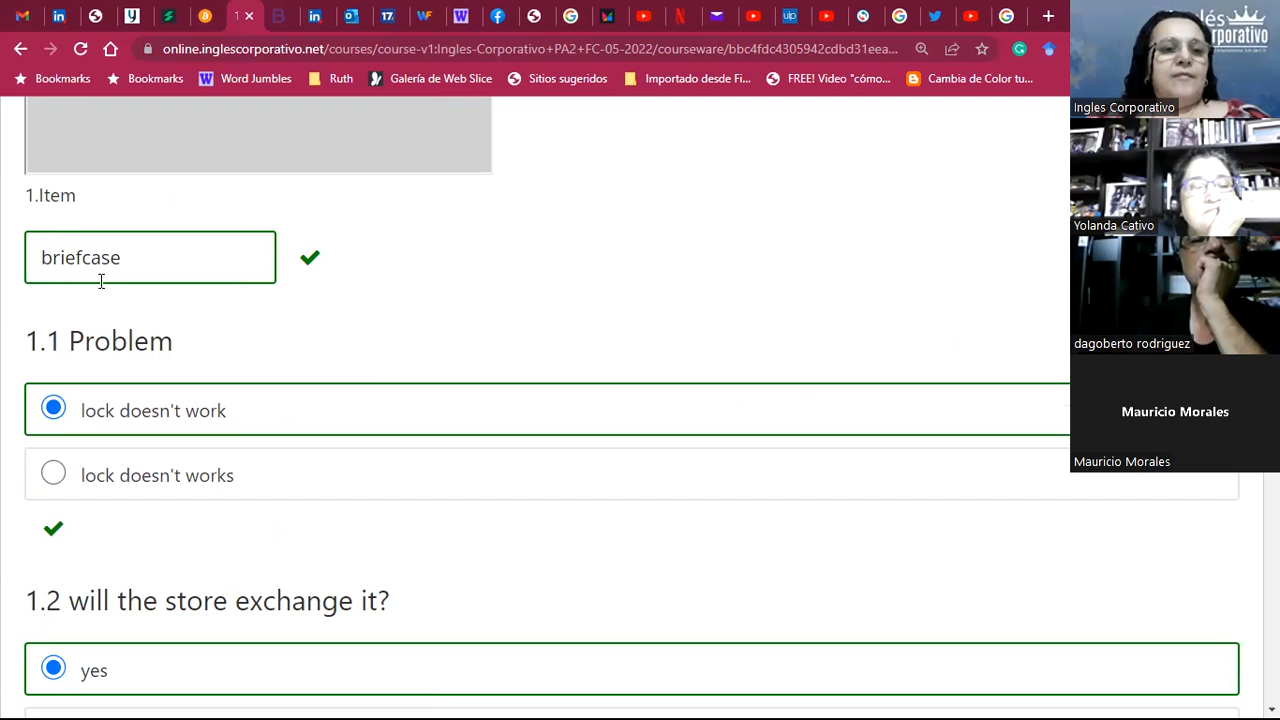 online.inglescorporativo.net/courses/course-v1:Ingles-Corporativo+PA2+FC-05-2022/courseware/bbc4fdc4305942cdbd31eea...
Bookmarks Bookmarks Word Jumbles Ruth Galería de Web Slice Sitios sugeridos Importado desde Fi... FREE! Video "cómo... Cambia de Color tu...
Inglés
Corporativo
Ingles Corporativo
Yolanda Cativo
dagoberto rodriguez
Mauricio Morales
Mauricio Morales
1.Item
briefcase
1.1 Problem
lock doesn't work
lock doesn't works
1.2 will the store exchange it?
yes